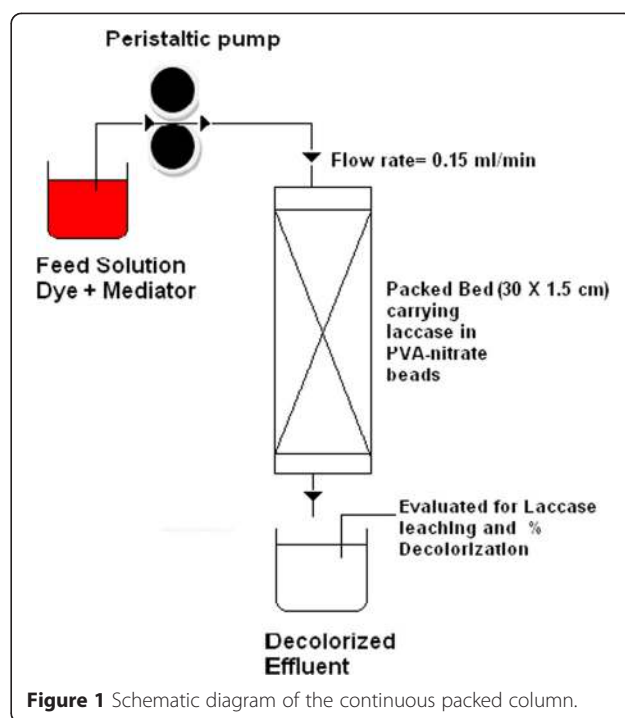 Peristaltic pump
Flow rate= 0.15 ml/min
Feed Solution
Dye + Mediator
Packed Bed (30 X 1.5 cm)
carrying
laccase in
PVA-nitrate
beads
Evaluated for Laccase
leaching and %
Decolorization
Decolorized
Effluent
Figure 1 Schematic diagram of the continuous packed column.